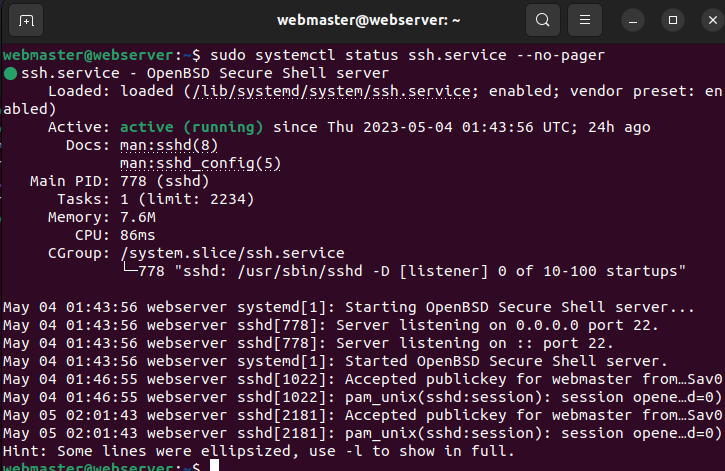 webmaster@webserver: ~
webmaster@webserver:~$ sudo systemctl status ssh.service --no-pager
● ssh.service - OpenBSD Secure Shell server
     Loaded: loaded (/lib/systemd/system/ssh.service; enabled; vendor preset: en
abled)
     Active: active (running) since Thu 2023-05-04 01:43:56 UTC; 24h ago
       Docs: man:sshd(8)
             man:sshd_config(5)
   Main PID: 778 (sshd)
      Tasks: 1 (limit: 2234)
     Memory: 7.6M
        CPU: 86ms
     CGroup: /system.slice/ssh.service
             └─778 "sshd: /usr/sbin/sshd -D [listener] 0 of 10-100 startups"
May 04 01:43:56 webserver systemd[1]: Starting OpenBSD Secure Shell server...
May 04 01:43:56 webserver sshd[778]: Server listening on 0.0.0.0 port 22.
May 04 01:43:56 webserver sshd[778]: Server listening on :: port 22.
May 04 01:43:56 webserver systemd[1]: Started OpenBSD Secure Shell server.
May 04 01:46:55 webserver sshd[1022]: Accepted publickey for webmaster from…Sav0
May 04 01:46:55 webserver sshd[1022]: pam_unix(sshd:session): session opene…d=0)
May 05 02:01:43 webserver sshd[2181]: Accepted publickey for webmaster from…Sav0
May 05 02:01:43 webserver sshd[2181]: pam_unix(sshd:session): session opene…d=0)
Hint: Some lines were ellipsized, use -l to show in full.
webmaster@webserver:~$